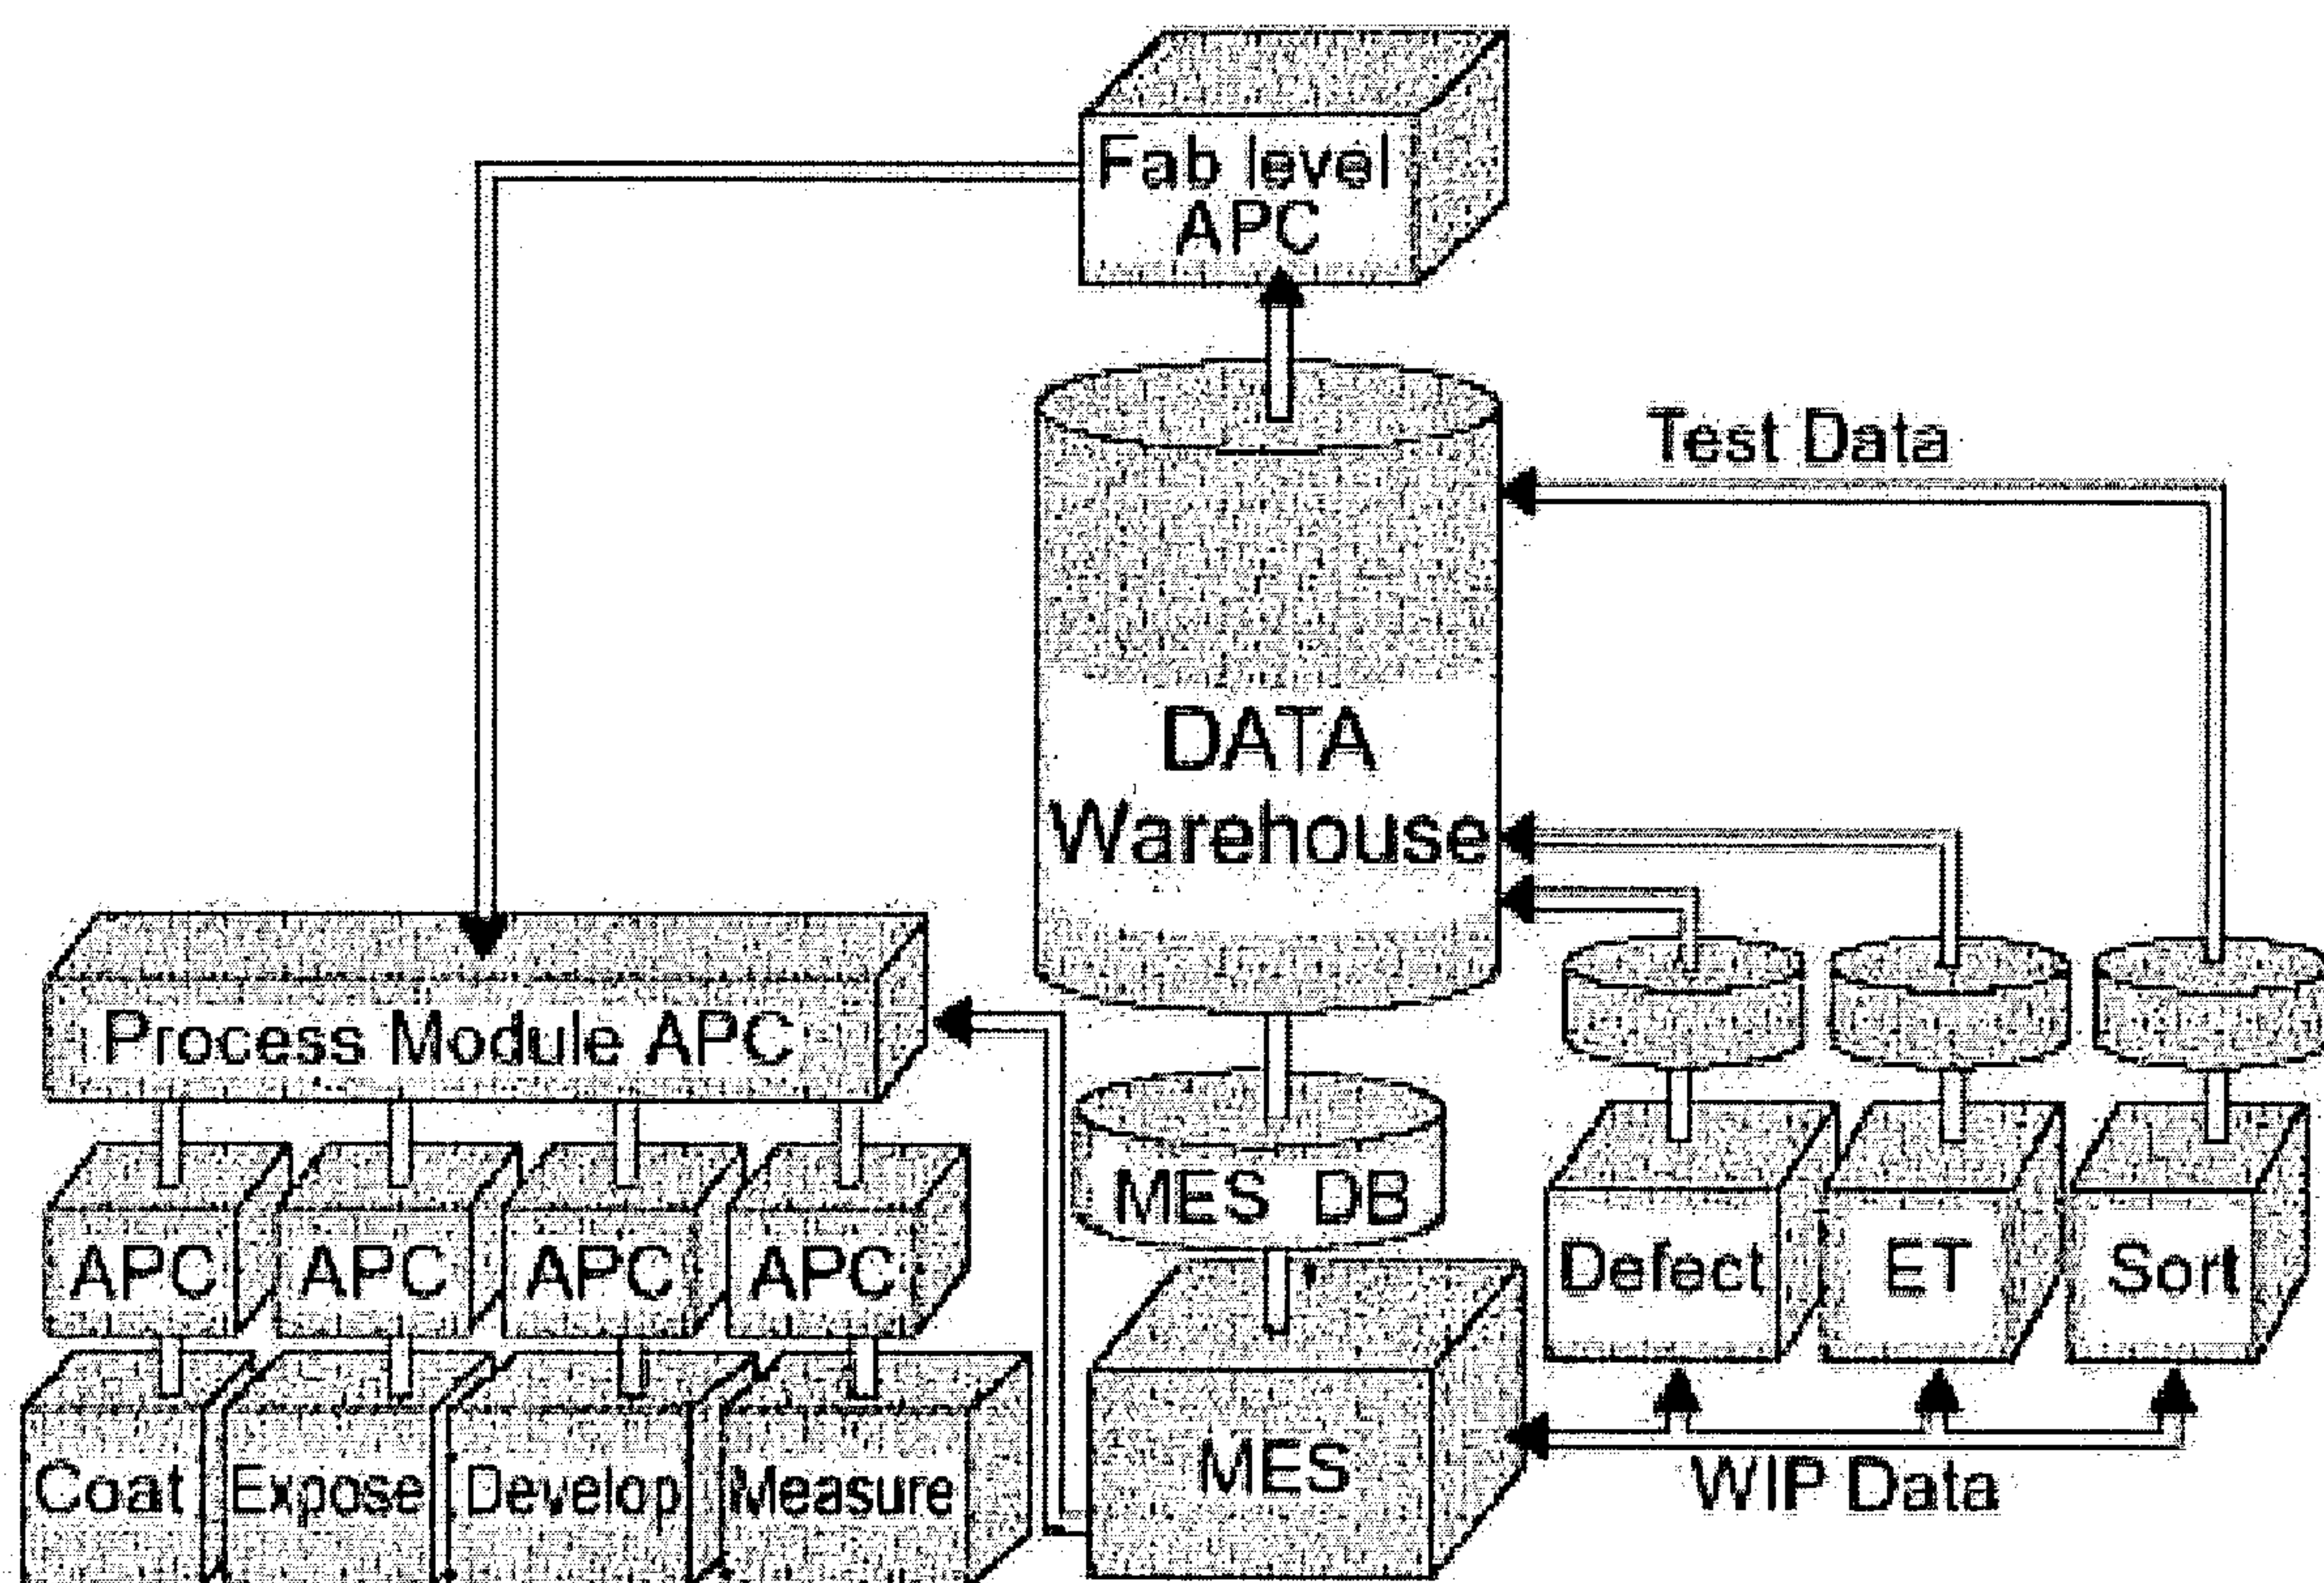 Fab level
APC
Test Data
DATA
Warehouse
Process Module APC
MES DB
APC
APC
APC
APC
Defect
ET
Sort
Coat
Expose
Develop
Measure
MES
WIP Data